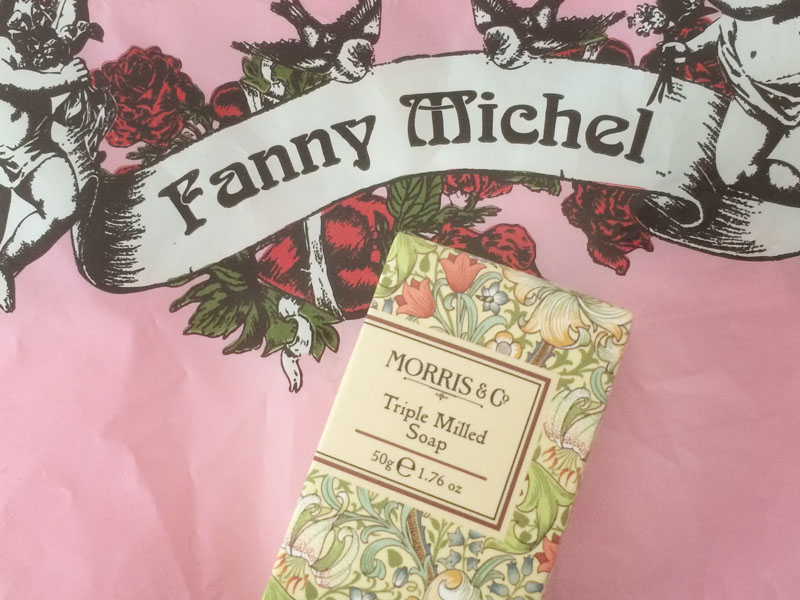 Fanny Michel
MORRIS & Co
Triple Milled
Soap
50g ℮ 1.76 oz